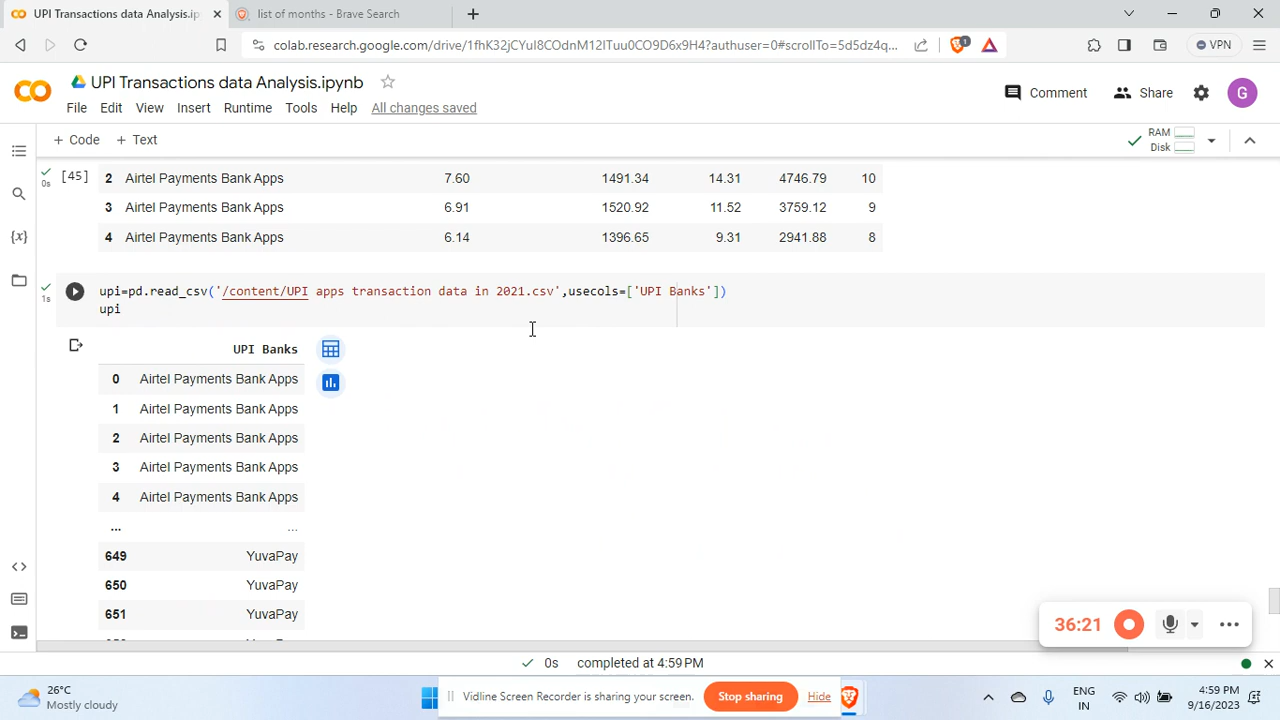 UPI Transactions data Analysis.ip
list of months - Brave Search
colab.research.google.com/drive/1fhK32jCYuI8COdnM12ITuu0CO9D6x9H4?authuser=0#scrollTo=5d5dz4q...
1
VPN
UPI Transactions data Analysis.ipynb
File Edit View Insert Runtime Tools Help All changes saved
Comment Share G
+ Code + Text
RAM
Disk
[45]
0s
2 Airtel Payments Bank Apps 7.60 1491.34 14.31 4746.79 10
3 Airtel Payments Bank Apps 6.91 1520.92 11.52 3759.12 9
4 Airtel Payments Bank Apps 6.14 1396.65 9.31 2941.88 8
1s
upi=pd.read_csv('/content/UPI apps transaction data in 2021.csv',usecols=['UPI Banks'])
upi
UPI Banks
0 Airtel Payments Bank Apps
1 Airtel Payments Bank Apps
2 Airtel Payments Bank Apps
3 Airtel Payments Bank Apps
4 Airtel Payments Bank Apps
... ...
649 YuvaPay
650 YuvaPay
651 YuvaPay
36:21
0s completed at 4:59 PM
26°C
Mostly cloudy
Vidline Screen Recorder is sharing your screen. Stop sharing Hide
ENG
IN
4:59 PM
9/16/2023